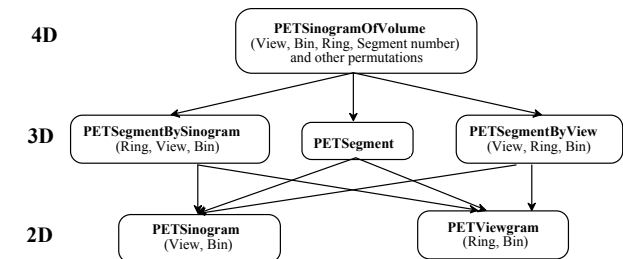 4D
PETSinogramOfVolume
(View, Bin, Ring, Segment number)
and other permutations
3D
PETSegmentBySinogram
(Ring, View, Bin)
PETSegment
PETSegmentByView
(View, Ring, Bin)
2D
PETSinogram
(View, Bin)
PETViewgram
(Ring, Bin)